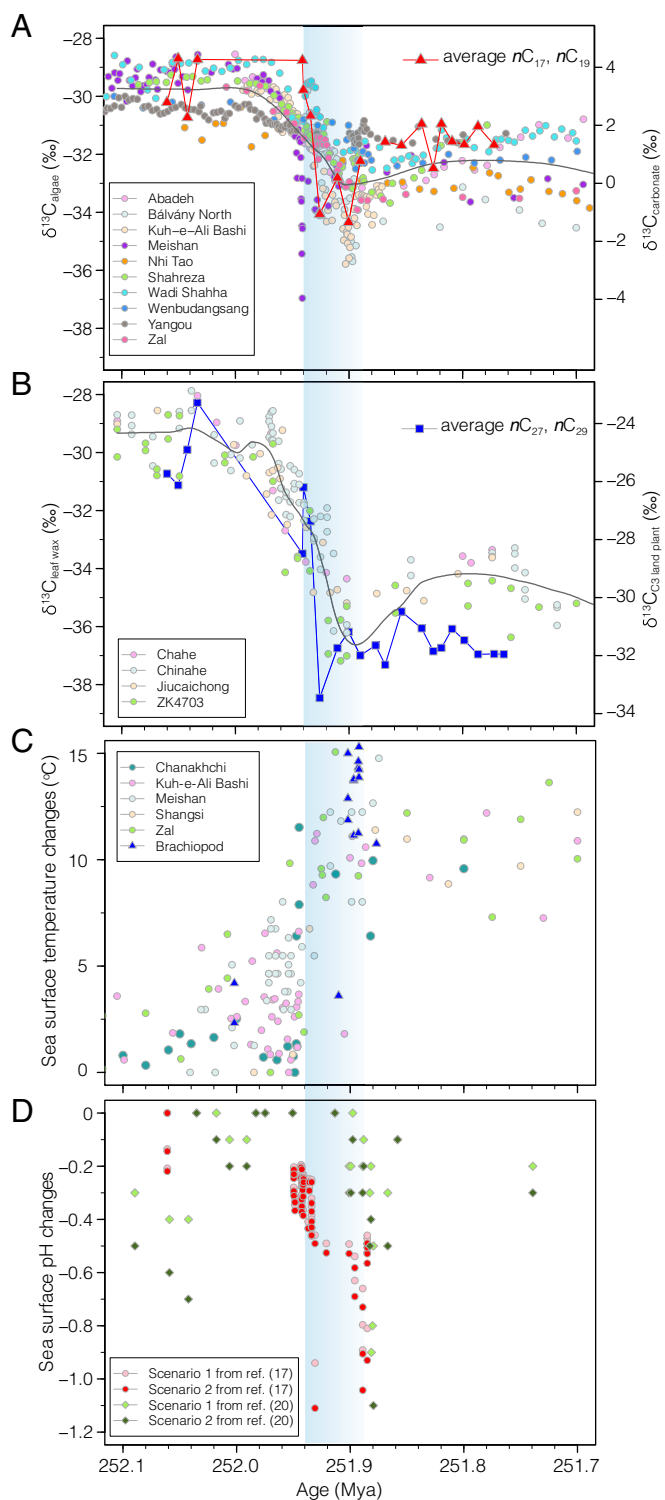 A
average nC17, nC19
−28
−30
−32
−34
−36
−38
δ13Calgae (‰)
4
2
0
−2
−4
δ13Ccarbonate (‰)
Abadeh
Bálvány North
Kuh−e−Ali Bashi
Meishan
Nhi Tao
Shahreza
Wadi Shahha
Wenbudangsang
Yangou
Zal
B
average nC27, nC29
−28
−30
−32
−34
−36
−38
δ13Cleaf wax (‰)
−24
−26
−28
−30
−32
−34
δ13CC3 land plant (‰)
Chahe
Chinahe
Jiucaichong
ZK4703
C
15
10
5
0
Sea surface temperature changes (oC)
Chanakhchi
Kuh-e-Ali Bashi
Meishan
Shangsi
Zal
Brachiopod
D
0
−0.2
−0.4
−0.6
−0.8
−1.0
−1.2
Sea surface pH changes
Scenario 1 from ref. (17)
Scenario 2 from ref. (17)
Scenario 1 from ref. (20)
Scenario 2 from ref. (20)
252.1 252.0 251.9 251.8 251.7
Age (Mya)